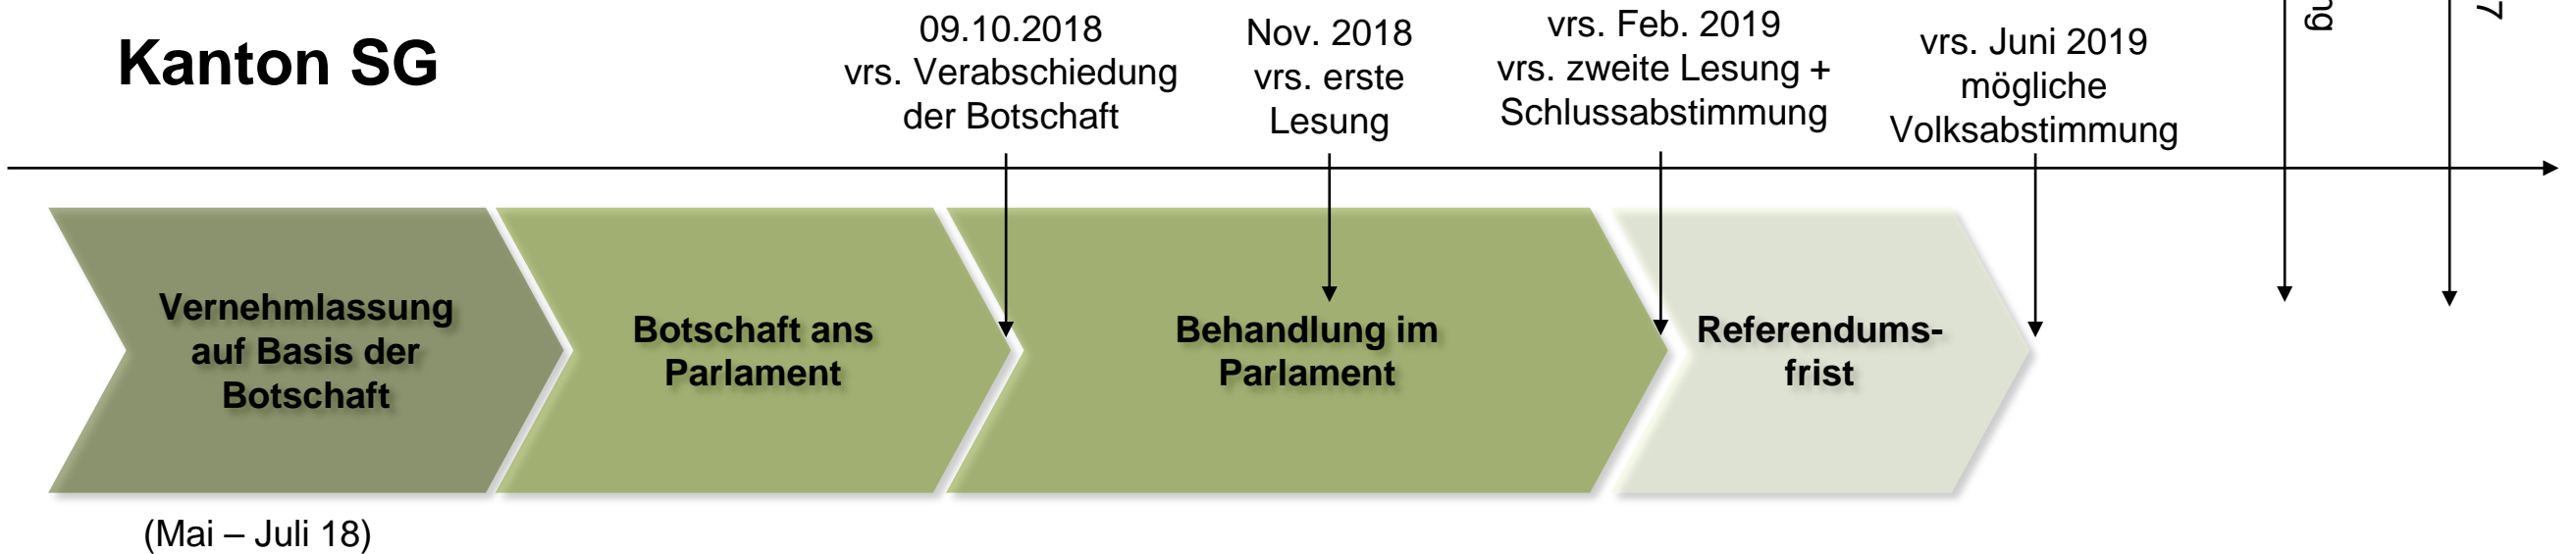 Kanton SG
09.10.2018
vrs. Verabschiedung
der Botschaft
Nov. 2018
vrs. erste
Lesung
vrs. Feb. 2019
vrs. zweite Lesung +
Schlussabstimmung
vrs. Juni 2019
mögliche
Volksabstimmung
ng
7
Vernehmlassung
auf Basis der
Botschaft
Botschaft ans
Parlament
Behandlung im
Parlament
Referendums-
frist
(Mai – Juli 18)